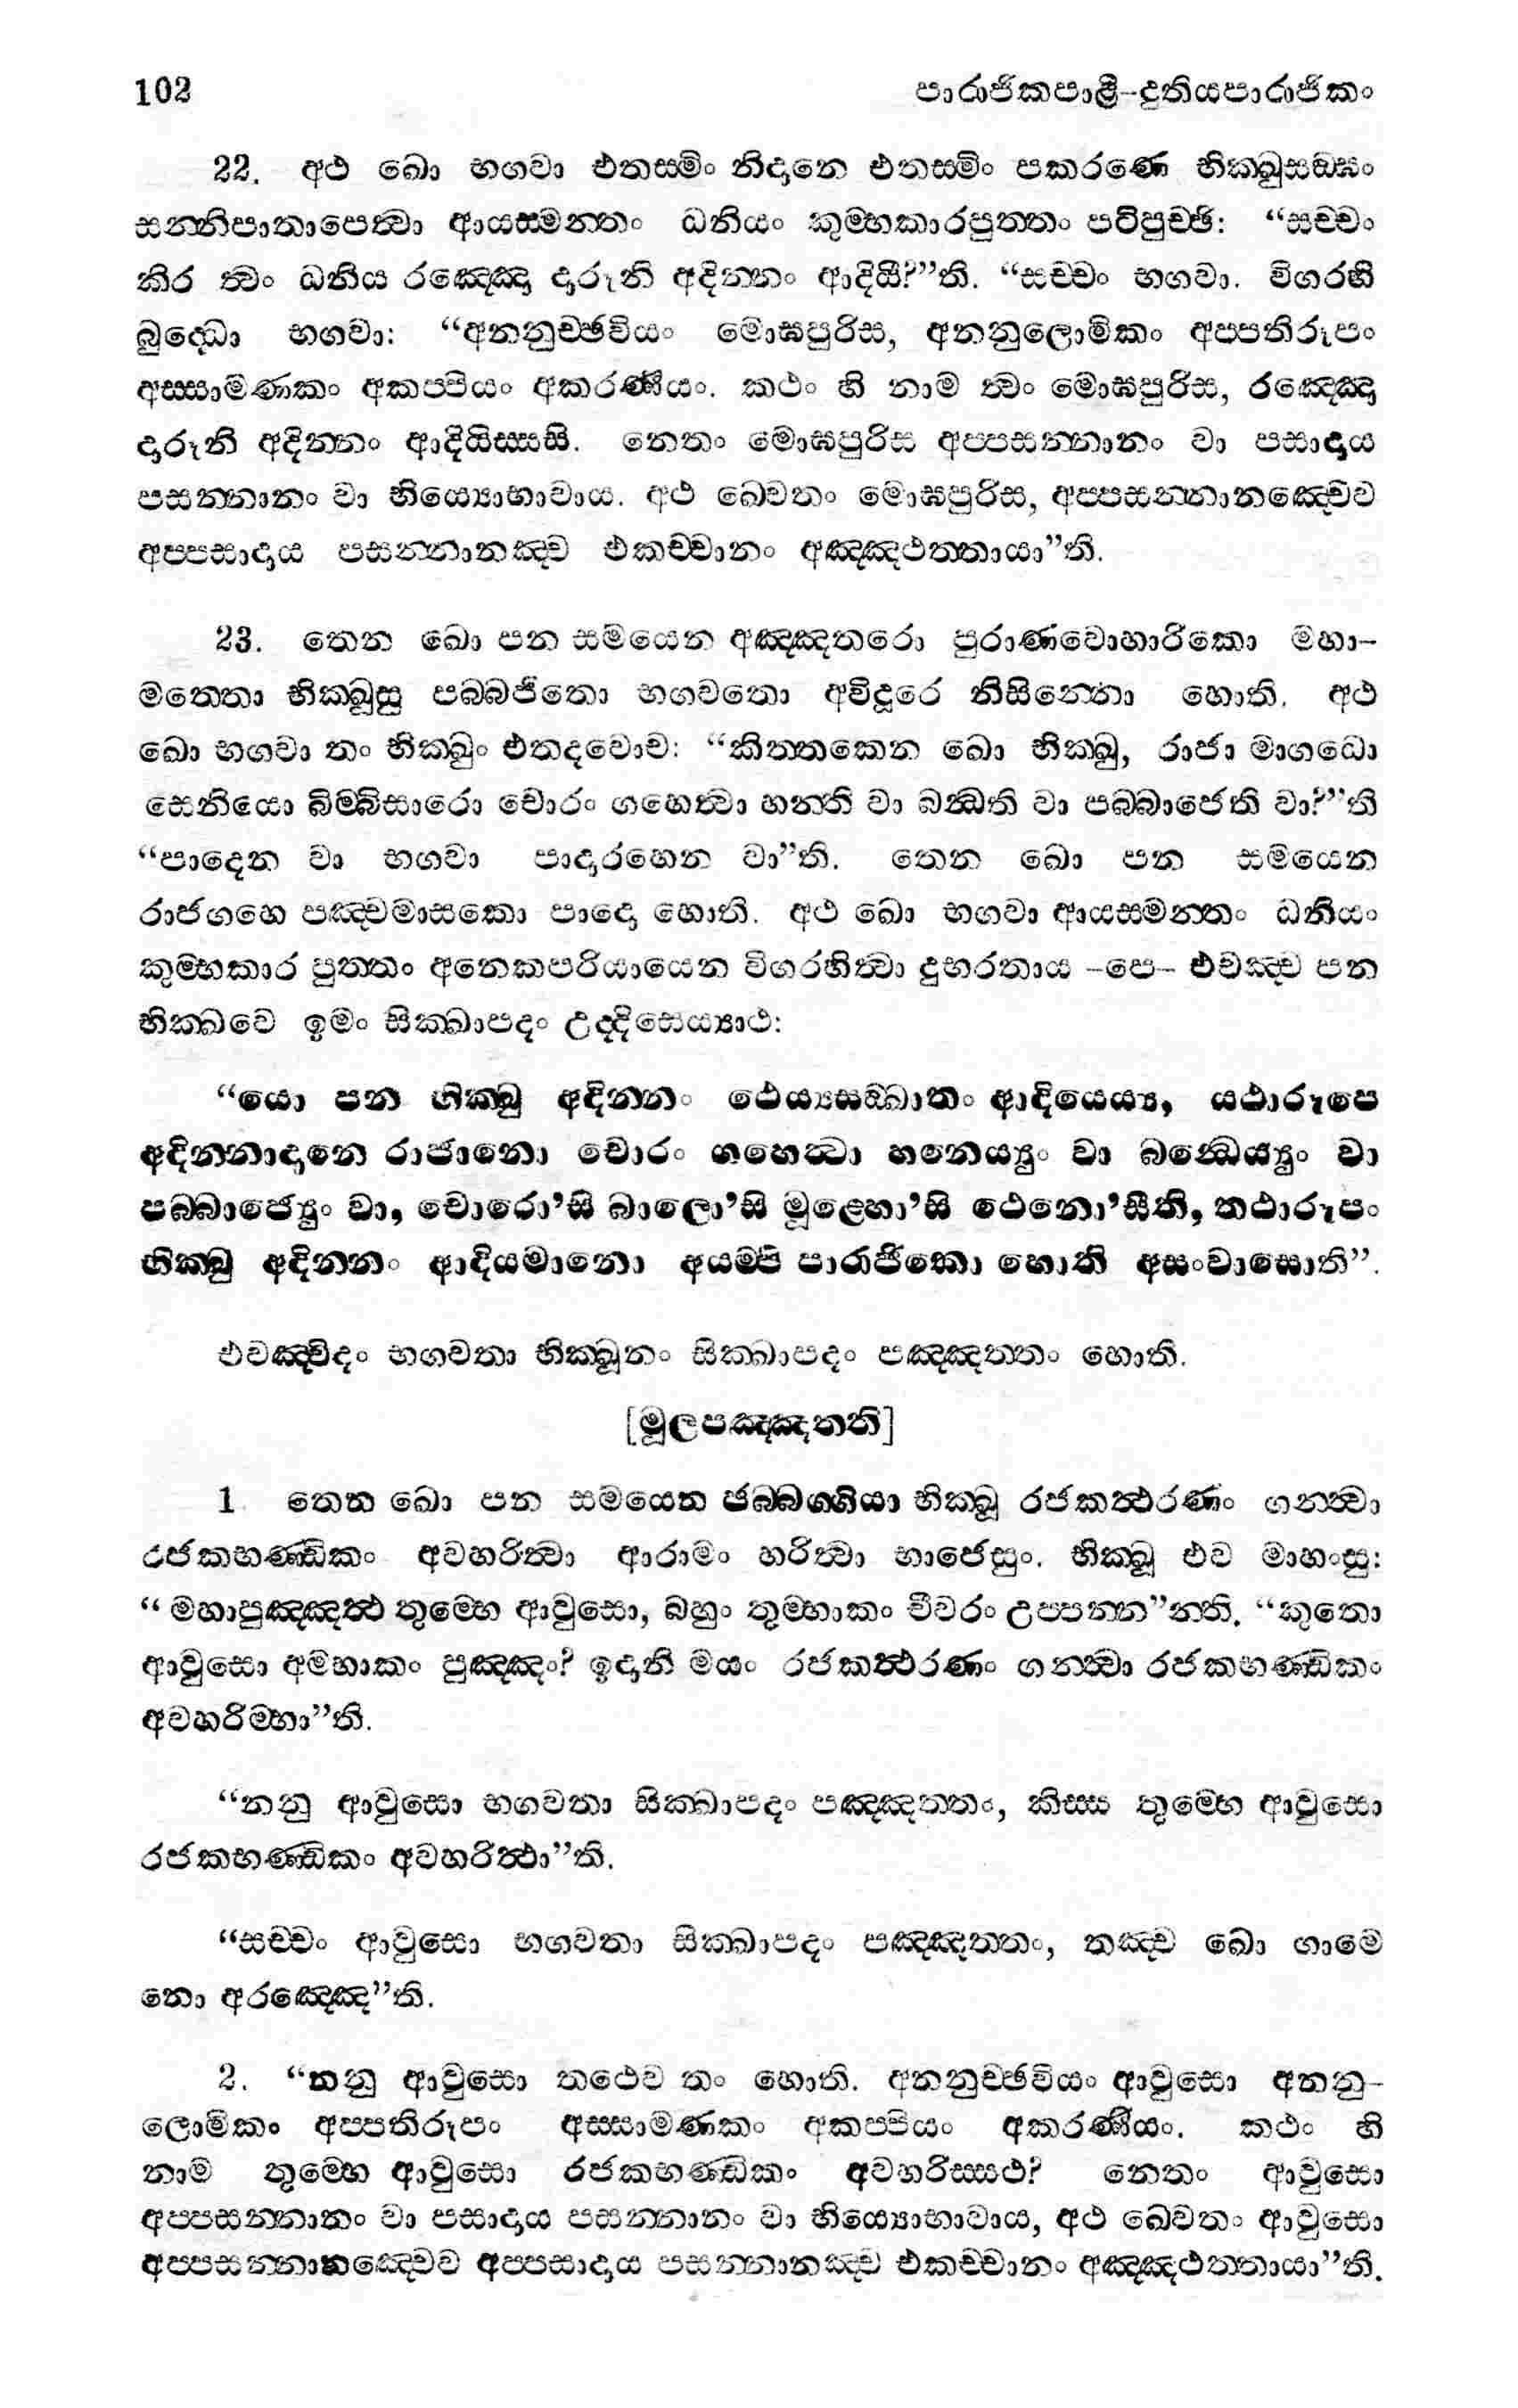 102 පාරාජිකපාළි-දුතියපාරාජිකං
22. අථ ඛො භගවා එතස්මිං නිදානෙ එතස්මිං පකරණෙ භික්ඛුසඞ්ඝං
සන්නිපාතාපෙත්වා ආයස්මන්තං ධනියං කුම්භකාරපුත්තං පටිපුච්ඡි: “සච්චං
කිර ත්වං ධනිය රඤ්ඤො දාරූනි අදින්නං ආදියී?”ති. “සච්චං භගවා. විගරහි
බුද්ධො භගවා: “අනනුච්ඡවියං මොඝපුරිස, අනනුලොමිකං අප්පතිරූපං
අස්සාමණකං අකප්පියං අකරණීයං. කථං හි නාම ත්වං මොඝපුරිස, රඤ්ඤො
දාරූනි අදින්නං ආදියිස්සසි. නෙතං මොඝපුරිස අප්පසන්නානං වා පසාදාය
පසන්නානං වා භිය්‍යොභාවාය. අථ ඛ්වෙතං මොඝපුරිස, අප්පසන්නානඤ්චෙව
අප්පසාදාය පසන්නානඤ්ච එකච්චානං අඤ්ඤථත්තායා”ති.
23. තෙන ඛො පන සමයෙන අඤ්ඤතරො පුරාණවොහාරිකො මහා-
මත්තො භික්ඛූසු පබ්බජිතො භගවතො අවිදූරෙ නිසින්නො හොති. අථ
ඛො භගවා තං භික්ඛුං එතදවොච: “කිත්තකෙන ඛො භික්ඛු, රාජා මාගධො
සෙනියො බිම්බිසාරො චොරං ගහෙත්වා හන්ති වා බන්ධති වා පබ්බාජෙති වා?”ති
“පාදෙන වා භගවා පාදාරහෙන වා”ති. තෙන ඛො පන සමයෙන
රාජගහෙ පඤ්චමාසකො පාදො හොති. අථ ඛො භගවා ආයස්මන්තං ධනියං
කුම්භකාර පුත්තං අනෙකපරියායෙන විගරහිත්වා දුභරතාය -පෙ- එවඤ්ච පන
භික්ඛවෙ ඉමං සික්ඛාපදං උද්දිසෙය්‍යාථ:
“යො පන භික්ඛු අදින්නං ථෙය්‍යසඞ්ඛාතං ආදියෙය්‍ය, යථාරූපෙ
අදින්නාදානෙ රාජානො චොරං ගහෙත්වා හනෙය්‍යුං වා බන්ධෙය්‍යුං වා
පබ්බාජෙය්‍යුං වා, චොරො’සි බාලො’සි මූළ්හො’සි ථෙනො’සීති, තථාරූපං
භික්ඛු අදින්නං ආදියමානො අයම්පි පාරාජිකො හොති අසංවාසොති”.
එවඤ්චිදං භගවතා භික්ඛූනං සික්ඛාපදං පඤ්ඤත්තං හොති.
[මූලපඤ්ඤත්ති]
1 තෙන ඛො පන සමයෙන ඡබ්බග්ගියා භික්ඛූ රජකත්ථරණං ගන්ත්වා
රජකභණ්ඩිකං අවහරිත්වා ආරාමං හරිත්වා භාජෙසුං. භික්ඛූ එව මාහංසු:
“ මහාපුඤ්ඤත්ථ තුම්හෙ ආවුසො, බහුං තුම්හාකං චීවරං උප්පන්න”න්ති. “කුතො
ආවුසො අම්හාකං පුඤ්ඤං? ඉදානි මයං රජකත්ථරණං ගන්ත්වා රජකභණ්ඩිකං
අවහරිම්හා”ති.
“නනු ආවුසො භගවතා සික්ඛාපදං පඤ්ඤත්තං, කිස්ස තුම්හෙ ආවුසො
රජකභණ්ඩිකං අවහරිත්ථා”ති.
“සච්චං ආවුසො භගවතා සික්ඛාපදං පඤ්ඤත්තං, තඤ්ච ඛො ගාමෙ
නො අරඤ්ඤෙ”ති.
2. “නනු ආවුසො තථෙව තං හොති. අනනුච්ඡවියං ආවුසො අනනු-
ලොමිකං අප්පතිරූපං අස්සාමණකං අකප්පියං අකරණීයං. කථං හි
නාම තුම්හෙ ආවුසො රජකභණ්ඩිකං අවහරිස්සථ? නෙතං ආවුසො
අප්පසන්නානං වා පසාදාය පසන්නානං වා භිය්‍යොභාවාය, අථ ඛ්වෙතං ආවුසො
අප්පසන්නානඤ්චෙව අප්පසාදාය පසන්නානඤ්ච එකච්චානං අඤ්ඤථත්තායා”ති.